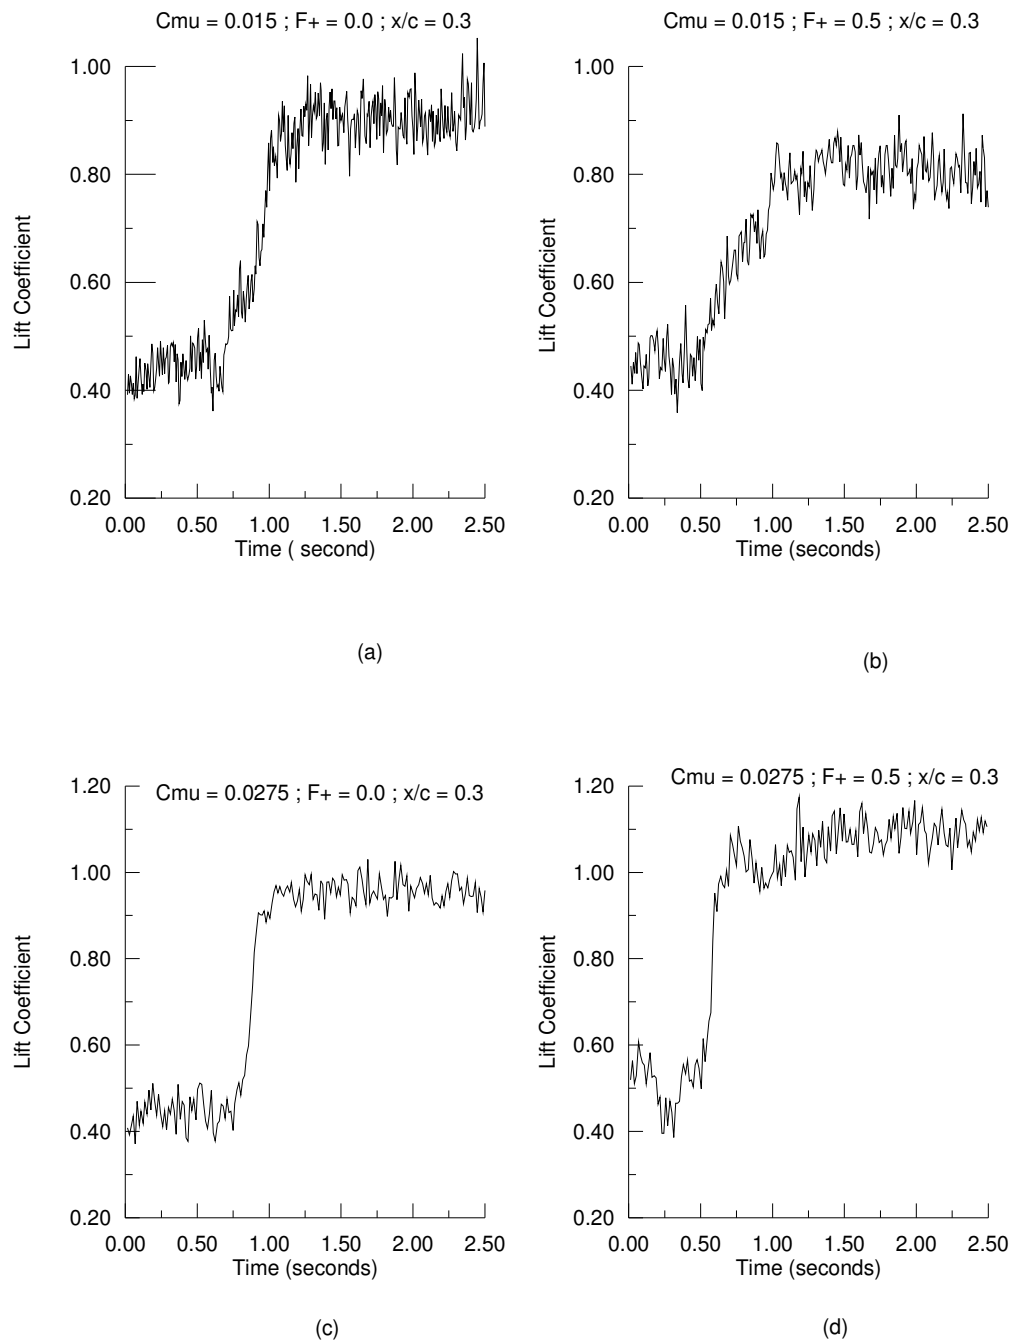 Cmu = 0.015 ; F+ = 0.0 ; x/c = 0.3
1.00
0.80
0.60
0.40
0.20
Lift Coefficient
0.00 0.50 1.00 1.50 2.00 2.50
Time ( second)
(a)
Cmu = 0.015 ; F+ = 0.5 ; x/c = 0.3
1.00
0.80
0.60
0.40
0.20
Lift Coefficient
0.00 0.50 1.00 1.50 2.00 2.50
Time (seconds)
(b)
Cmu = 0.0275 ; F+ = 0.0 ; x/c = 0.3
1.20
1.00
0.80
0.60
0.40
0.20
Lift Coefficient
0.00 0.50 1.00 1.50 2.00 2.50
Time (seconds)
(c)
Cmu = 0.0275 ; F+ = 0.5 ; x/c = 0.3
1.20
1.00
0.80
0.60
0.40
0.20
Lift Coefficient
0.00 0.50 1.00 1.50 2.00 2.50
Time (seconds)
(d)